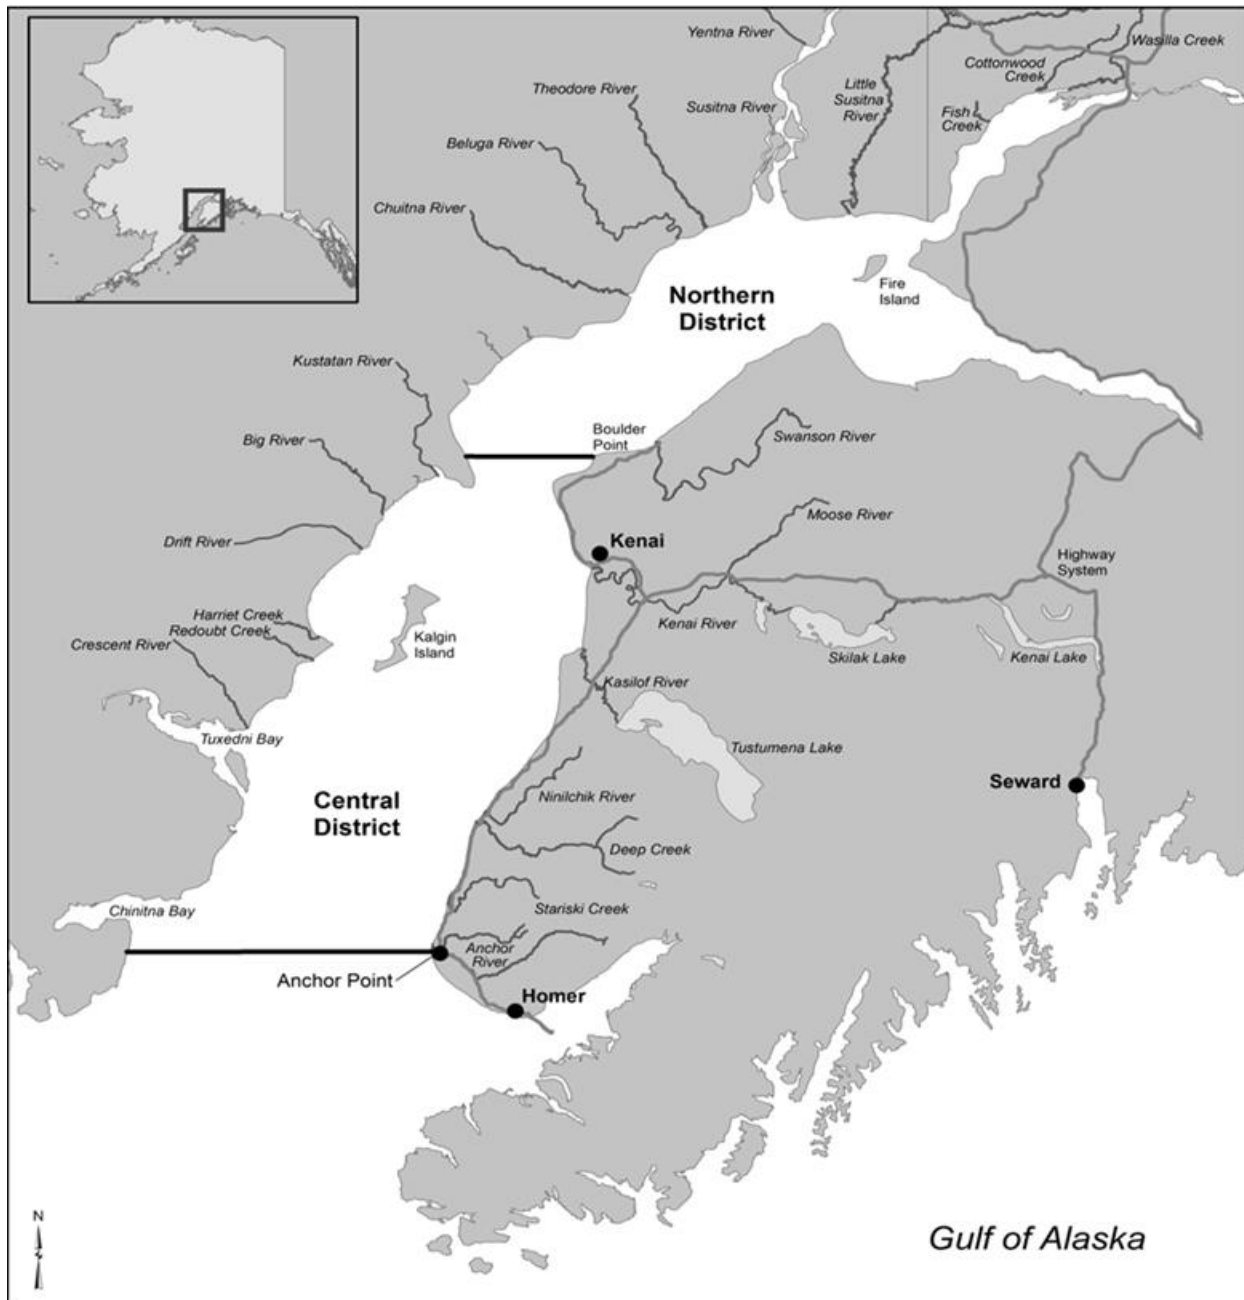 Yentna River
Wasilla Creek
Cottonwood
Creek
Theodore River
Susitna River
Little
Susitna
River
Fish
Creek
Beluga River
Chuitna River
Northern
District
Fire
Island
Kustatan River
Boulder
Point
Swanson River
Big River
Moose River
Drift River
Kenai
Highway
System
Harriet Creek
Redoubt Creek
Crescent River
Kalgin
Island
Kenai River
Skilak Lake
Kenai Lake
Kasilof River
Tuxedni Bay
Tustumena Lake
Seward
Central
District
Ninilchik River
Deep Creek
Chinitna Bay
Stariski Creek
Anchor
River
Anchor Point
Homer
N
Gulf of Alaska